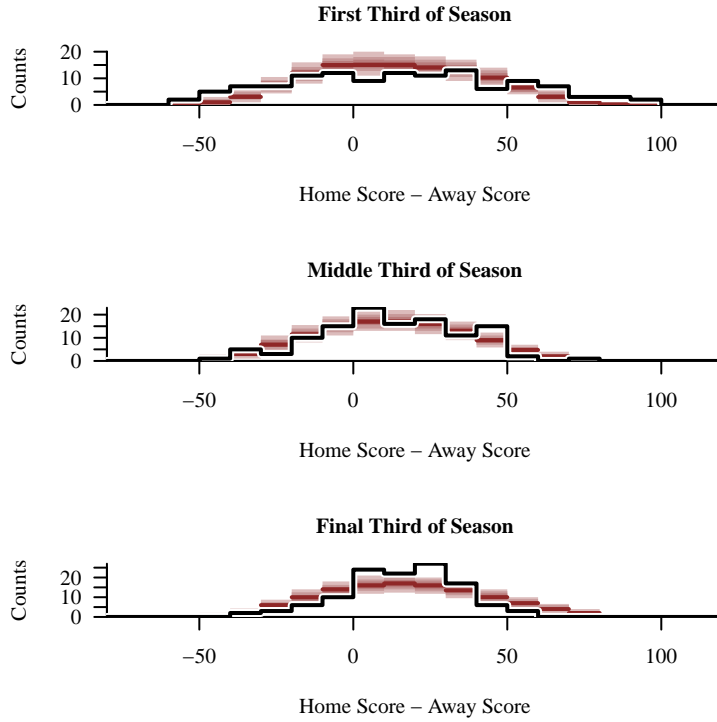 First Third of Season
Counts
20
10
0
−50 0 50 100
Home Score − Away Score
Middle Third of Season
Counts
20
10
0
−50 0 50 100
Home Score − Away Score
Final Third of Season
Counts
20
10
0
−50 0 50 100
Home Score − Away Score